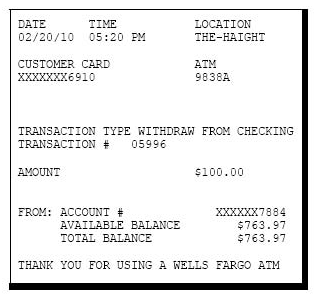 DATE TIME LOCATION
02/20/10 05:20 PM THE-HAIGHT
CUSTOMER CARD ATM
XXXXXXX6910 9838A
TRANSACTION TYPE WITHDRAW FROM CHECKING
TRANSACTION # 05996
AMOUNT $100.00
FROM: ACCOUNT # XXXXXX7884
AVAILABLE BALANCE $763.97
TOTAL BALANCE $763.97
THANK YOU FOR USING A WELLS FARGO ATM